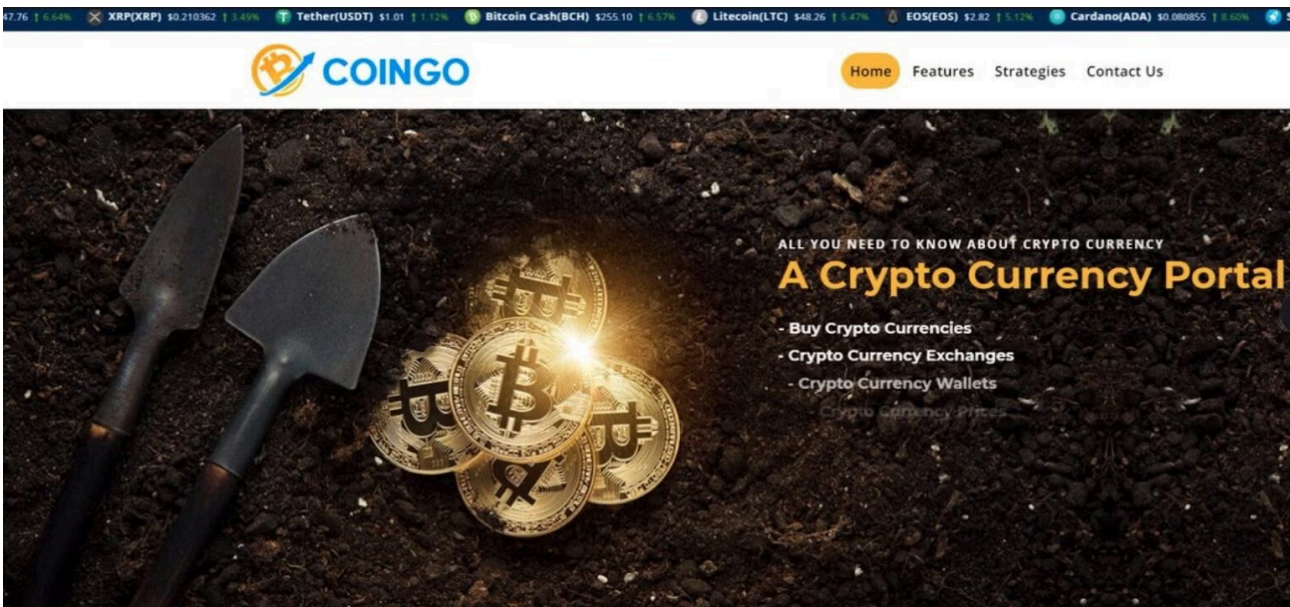 47.76 ↑ 6.64% XRP(XRP) $0.210362 ↑ 3.49% Tether(USDT) $1.01 ↑ 1.12% Bitcoin Cash(BCH) $255.10 ↑ 6.57% Litecoin(LTC) $48.26 ↑ 5.47% EOS(EOS) $2.82 ↑ 5.12% Cardano(ADA) $0.080855 ↑ 8.60% S
COINGO
Home Features Strategies Contact Us
ALL YOU NEED TO KNOW ABOUT CRYPTO CURRENCY
A Crypto Currency Portal
- Buy Crypto Currencies
- Crypto Currency Exchanges
- Crypto Currency Wallets
- Crypto Currency Prices